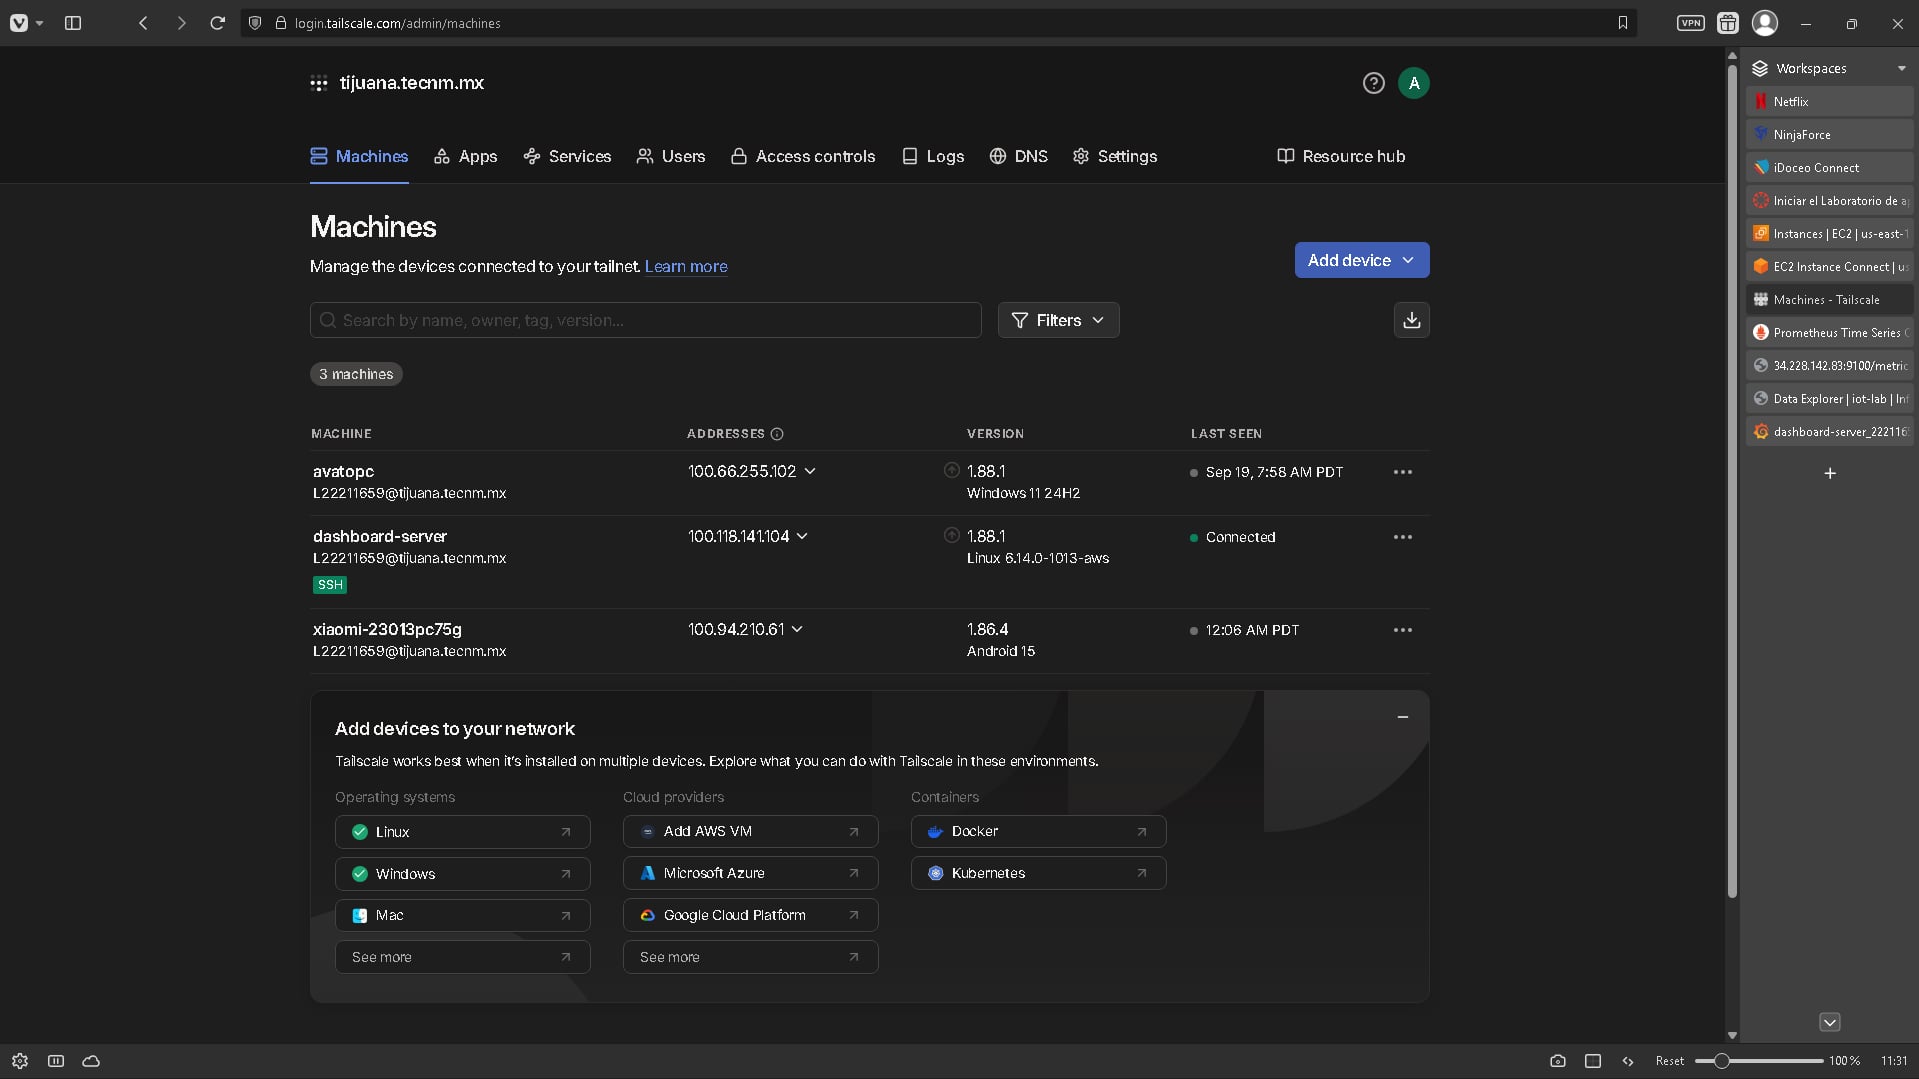 login.tailscale.com/admin/machines
VPN
tijuana.tecnm.mx
A
Machines
Apps
Services
Users
Access controls
Logs
DNS
Settings
Resource hub
Machines
Manage the devices connected to your tailnet. Learn more
Add device
Search by name, owner, tag, version...
Filters
3 machines
MACHINE
ADDRESSES
VERSION
LAST SEEN
avatopc
L22211659@tijuana.tecnm.mx
100.66.255.102
1.88.1
Windows 11 24H2
Sep 19, 7:58 AM PDT
dashboard-server
L22211659@tijuana.tecnm.mx
SSH
100.118.141.104
1.88.1
Linux 6.14.0-1013-aws
Connected
xiaomi-23013pc75g
L22211659@tijuana.tecnm.mx
100.94.210.61
1.86.4
Android 15
12:06 AM PDT
Add devices to your network
Tailscale works best when it's installed on multiple devices. Explore what you can do with Tailscale in these environments.
Operating systems
Linux
Windows
Mac
See more
Cloud providers
Add AWS VM
Microsoft Azure
Google Cloud Platform
See more
Containers
Docker
Kubernetes
Workspaces
Netflix
NinjaForce
iDoceo Connect
Iniciar el Laboratorio de a
Instances | EC2 | us-east-1
EC2 Instance Connect | us
Machines - Tailscale
Prometheus Time Series
34.228.142.83:9100/metric
Data Explorer | iot-lab | Inf
dashboard-server_2221165
Reset
100 %
11:31